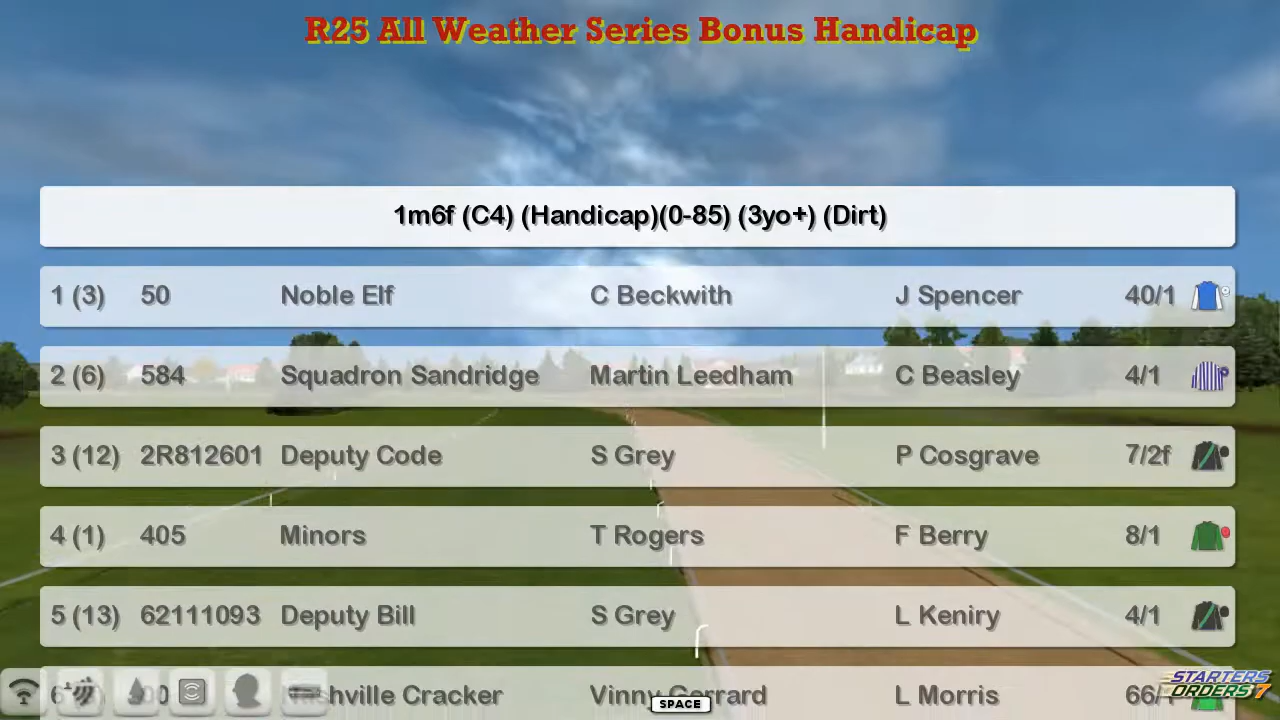 R25 All Weather Series Bonus Handicap
1m6f (C4) (Handicap)(0-85) (3yo+) (Dirt)
1 (3) 50 Noble Elf C Beckwith J Spencer 40/1
2 (6) 584 Squadron Sandridge Martin Leedham C Beasley 4/1
3 (12) 2R812601 Deputy Code S Grey P Cosgrave 7/2f
4 (1) 405 Minors T Rogers F Berry 8/1
5 (13) 62111093 Deputy Bill S Grey L Keniry 4/1
6 Cracker Vinny L Morris
SPACE
STARTERS
ORDERS 7